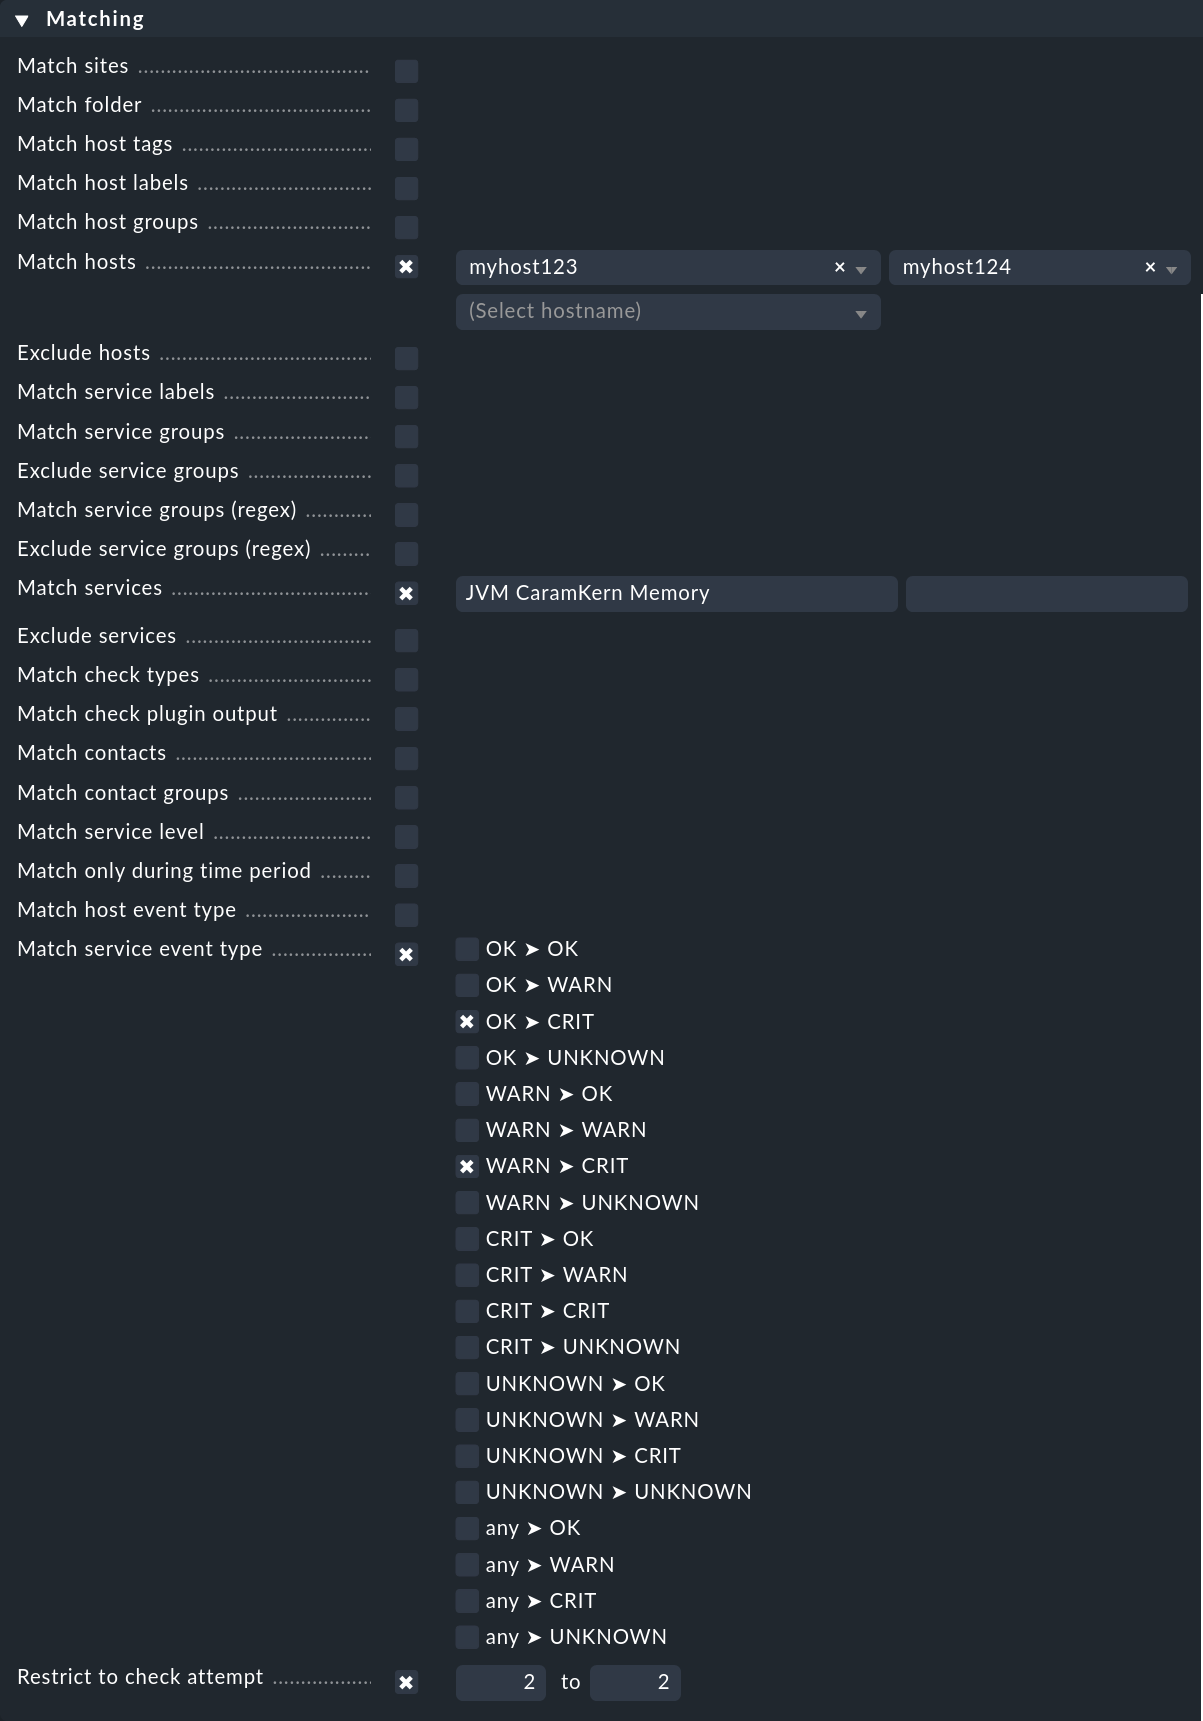 Matching
Match sites
Match folder
Match host tags
Match host labels
Match host groups
Match hosts myhost123 × myhost124 ×
(Select hostname)
Exclude hosts
Match service labels
Match service groups
Exclude service groups
Match service groups (regex)
Exclude service groups (regex)
Match services JVM CaramKern Memory
Exclude services
Match check types
Match check plugin output
Match contacts
Match contact groups
Match service level
Match only during time period
Match host event type
Match service event type OK ➤ OK
OK ➤ WARN
OK ➤ CRIT
OK ➤ UNKNOWN
WARN ➤ OK
WARN ➤ WARN
WARN ➤ CRIT
WARN ➤ UNKNOWN
CRIT ➤ OK
CRIT ➤ WARN
CRIT ➤ CRIT
CRIT ➤ UNKNOWN
UNKNOWN ➤ OK
UNKNOWN ➤ WARN
UNKNOWN ➤ CRIT
UNKNOWN ➤ UNKNOWN
any ➤ OK
any ➤ WARN
any ➤ CRIT
any ➤ UNKNOWN
Restrict to check attempt 2 to 2